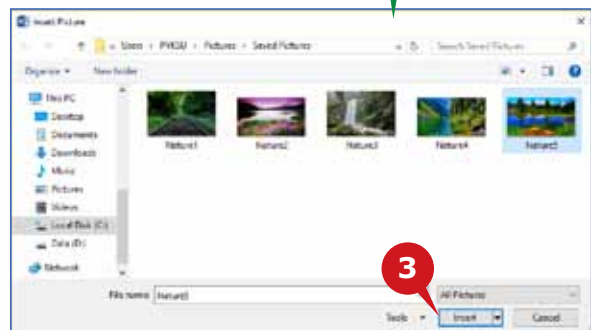 Insert Picture
Users › PYKSU › Pictures › Saved Pictures
Search Saved Pictures
Organize
New folder
This PC
Desktop
Documents
Downloads
Music
Pictures
Videos
Local Disk (C:)
Data (D:)
Network
Nature1
Nature2
Nature3
Nature4
Nature5
3
File name: Nature5
All Pictures
Tools
Insert
Cancel